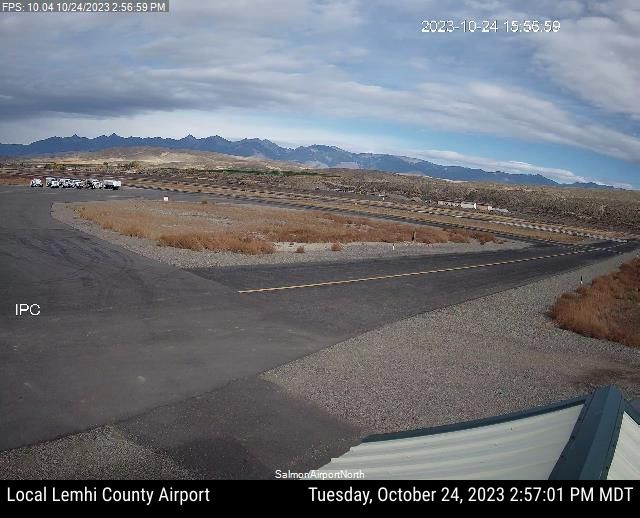 FPS: 10.04 10/24/2023 2:56:59 PM
2023-10-24 15:55:59
IPC
SalmonAirportNorth
Local Lemhi County Airport Tuesday, October 24, 2023 2:57:01 PM MDT